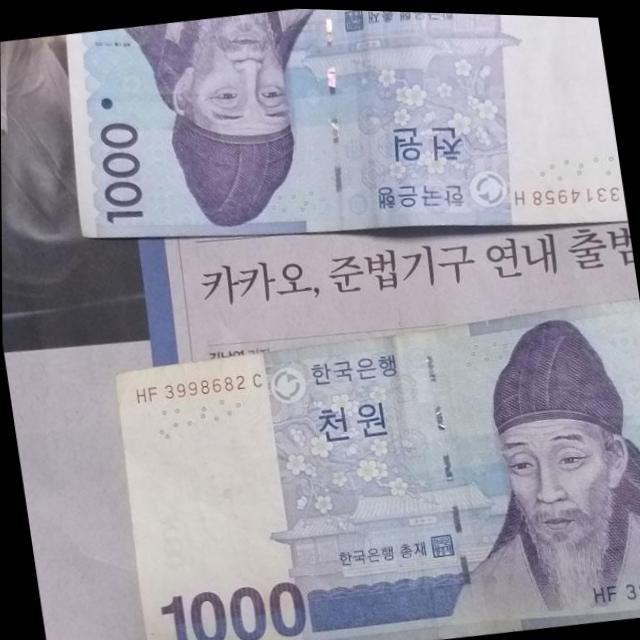 1000
천원
한국은행
3314958 H
카카오, 준법기구 연내 출범
HF 3998682 C
한국은행
천원
한국은행 총재
1000
HF 3